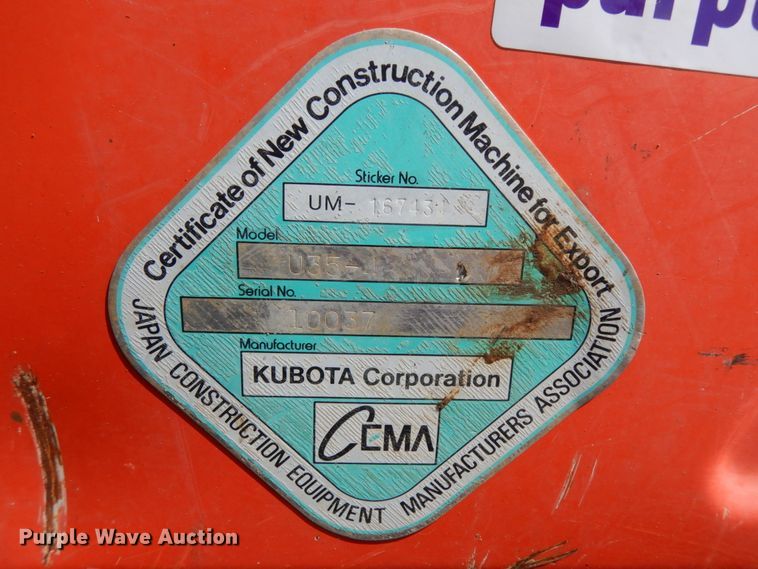 Certificate of New Construction Machine for Export
Sticker No.
UM-
Model
U35-4
Serial No.
10037
Manufacturer
KUBOTA Corporation
CEMA
JAPAN CONSTRUCTION EQUIPMENT MANUFACTURERS ASSOCIATION
Purple Wave Auction